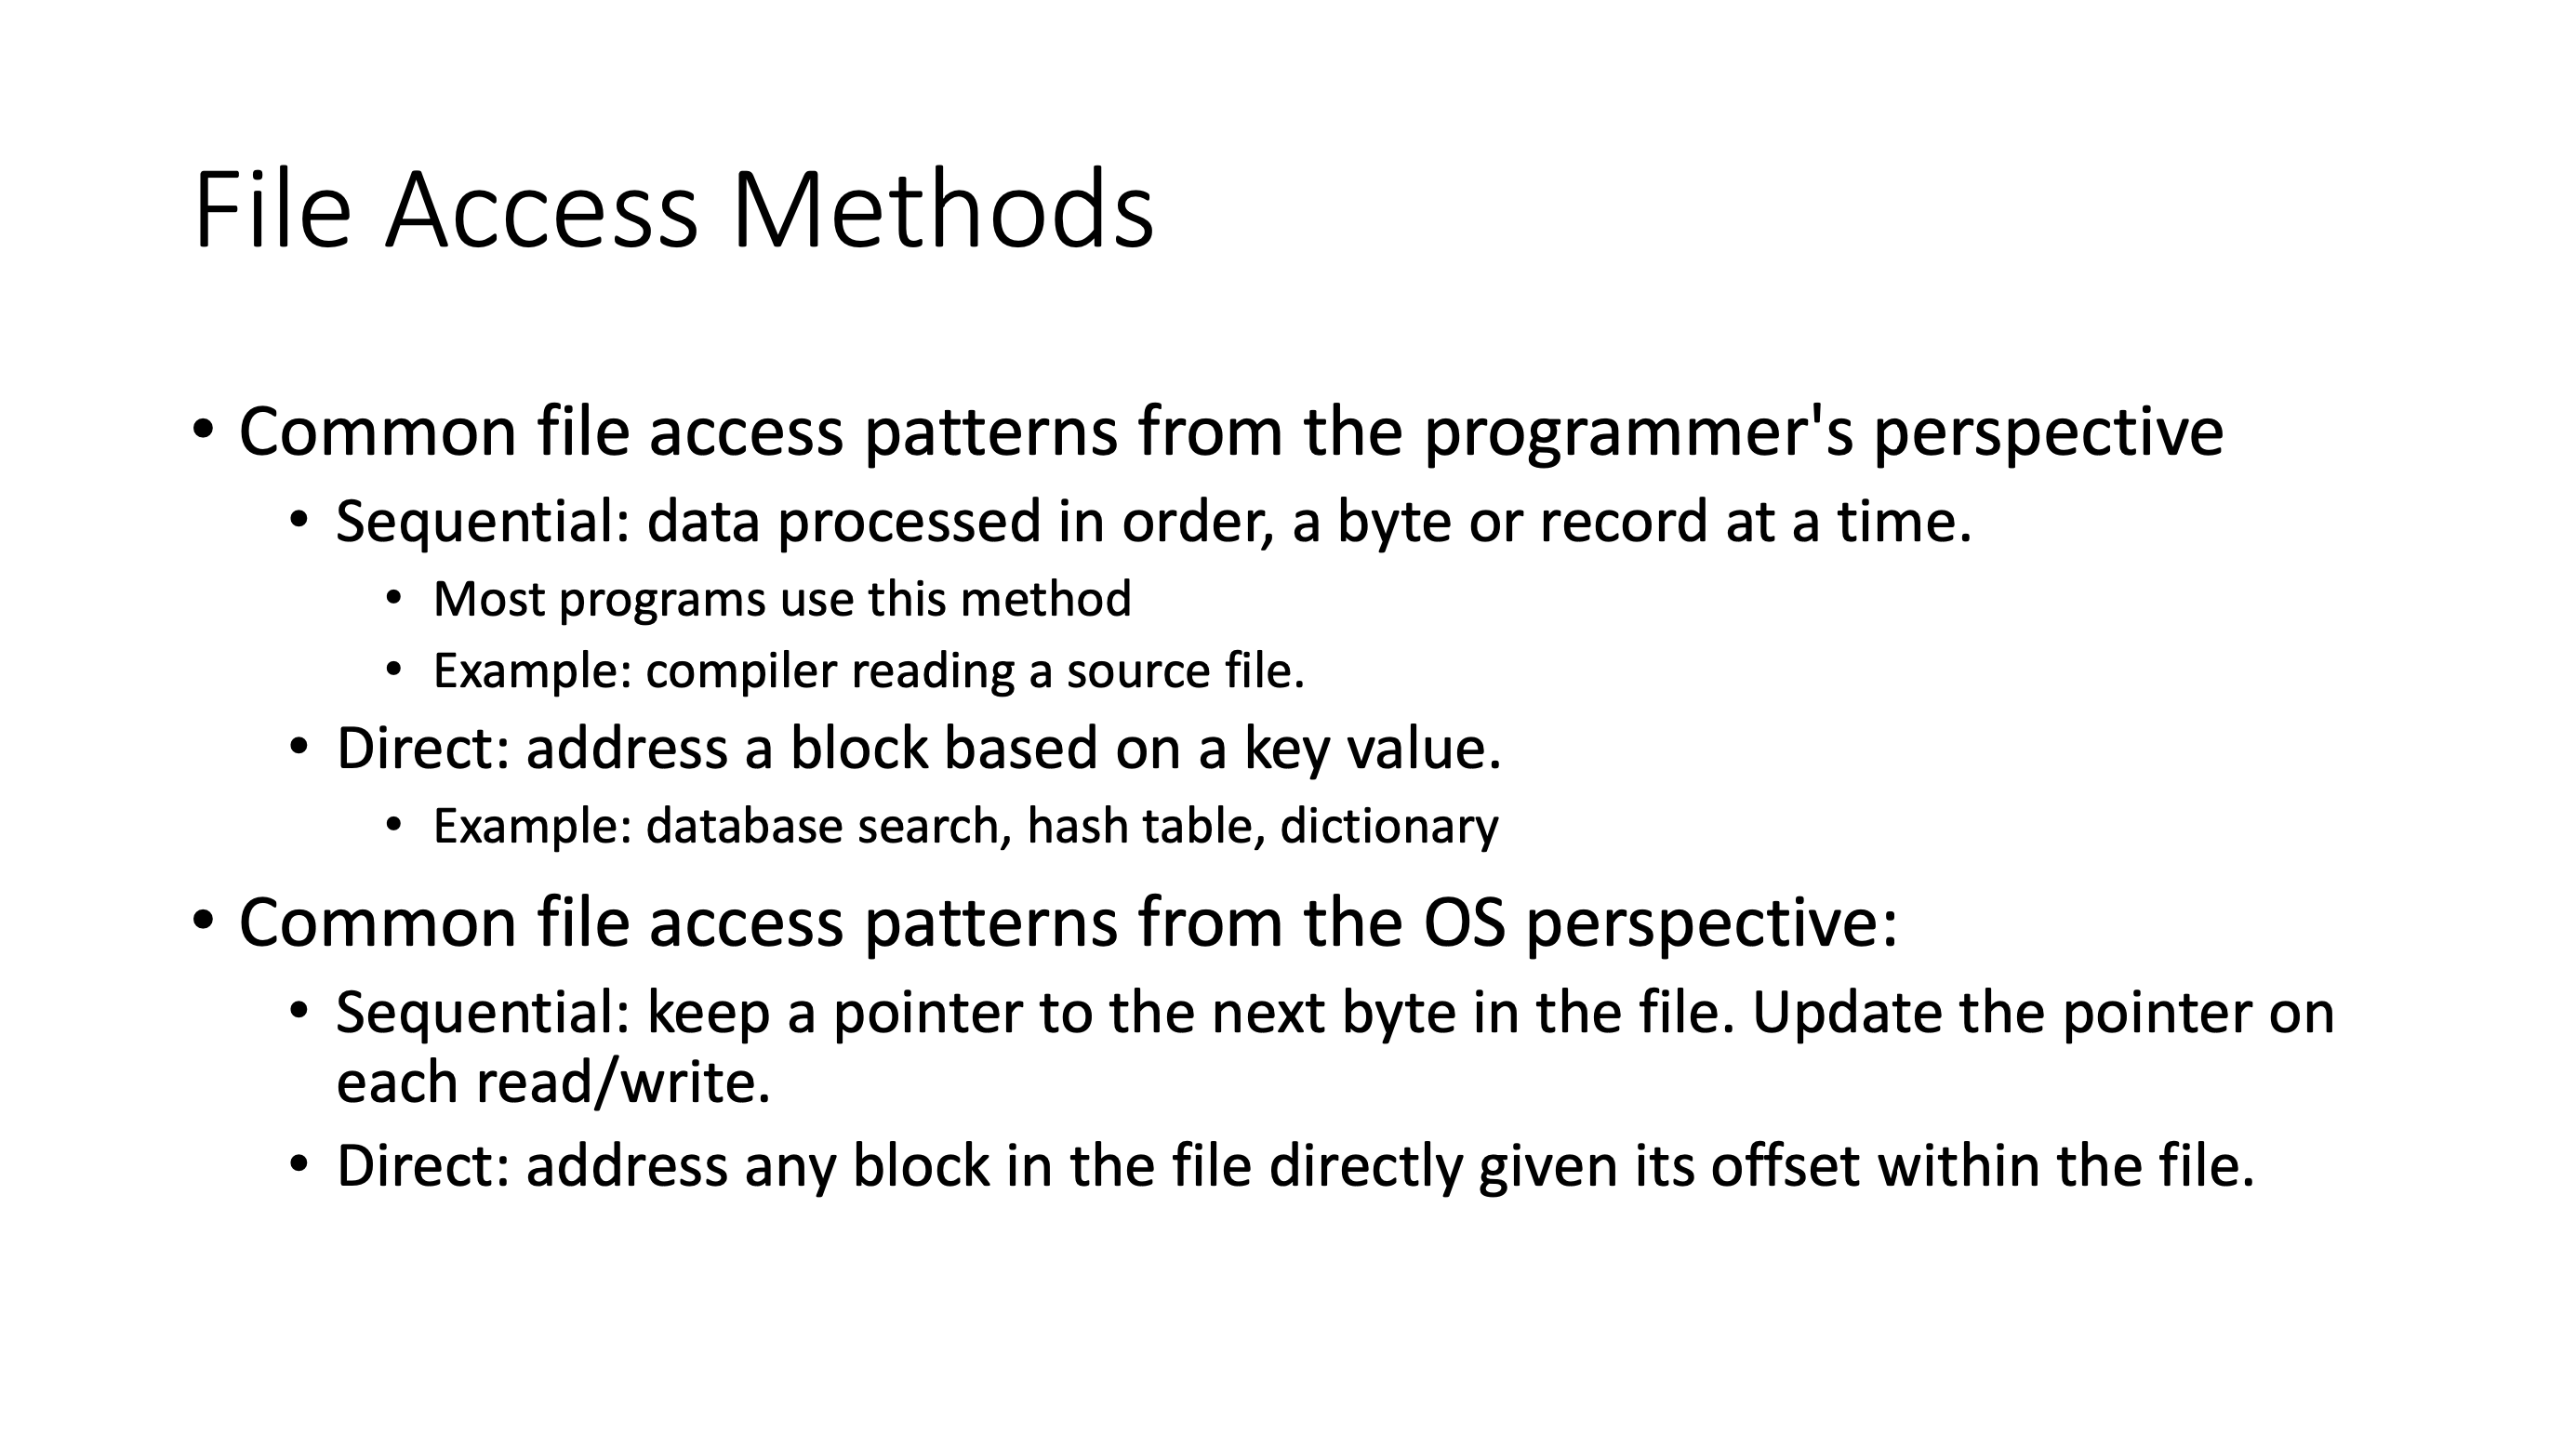 File Access Methods
• Common file access patterns from the programmer's perspective
• Sequential: data processed in order, a byte or record at a time.
• Most programs use this method
• Example: compiler reading a source file.
• Direct: address a block based on a key value.
• Example: database search, hash table, dictionary
• Common file access patterns from the OS perspective:
• Sequential: keep a pointer to the next byte in the file. Update the pointer on
each read/write.
• Direct: address any block in the file directly given its offset within the file.